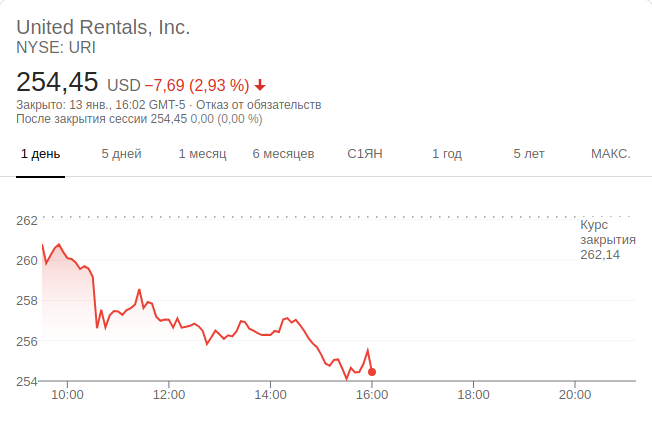 United Rentals, Inc.
NYSE: URI
254,45 USD −7,69 (2,93 %)
Закрыто: 13 янв., 16:02 GMT-5 · Отказ от обязательств
После закрытия сессии 254,45 0,00 (0,00 %)
1 день 5 дней 1 месяц 6 месяцев С1ЯН 1 год 5 лет МАКС.
262
Курс
закрытия
262,14
260
258
256
254
10:00 12:00 14:00 16:00 18:00 20:00